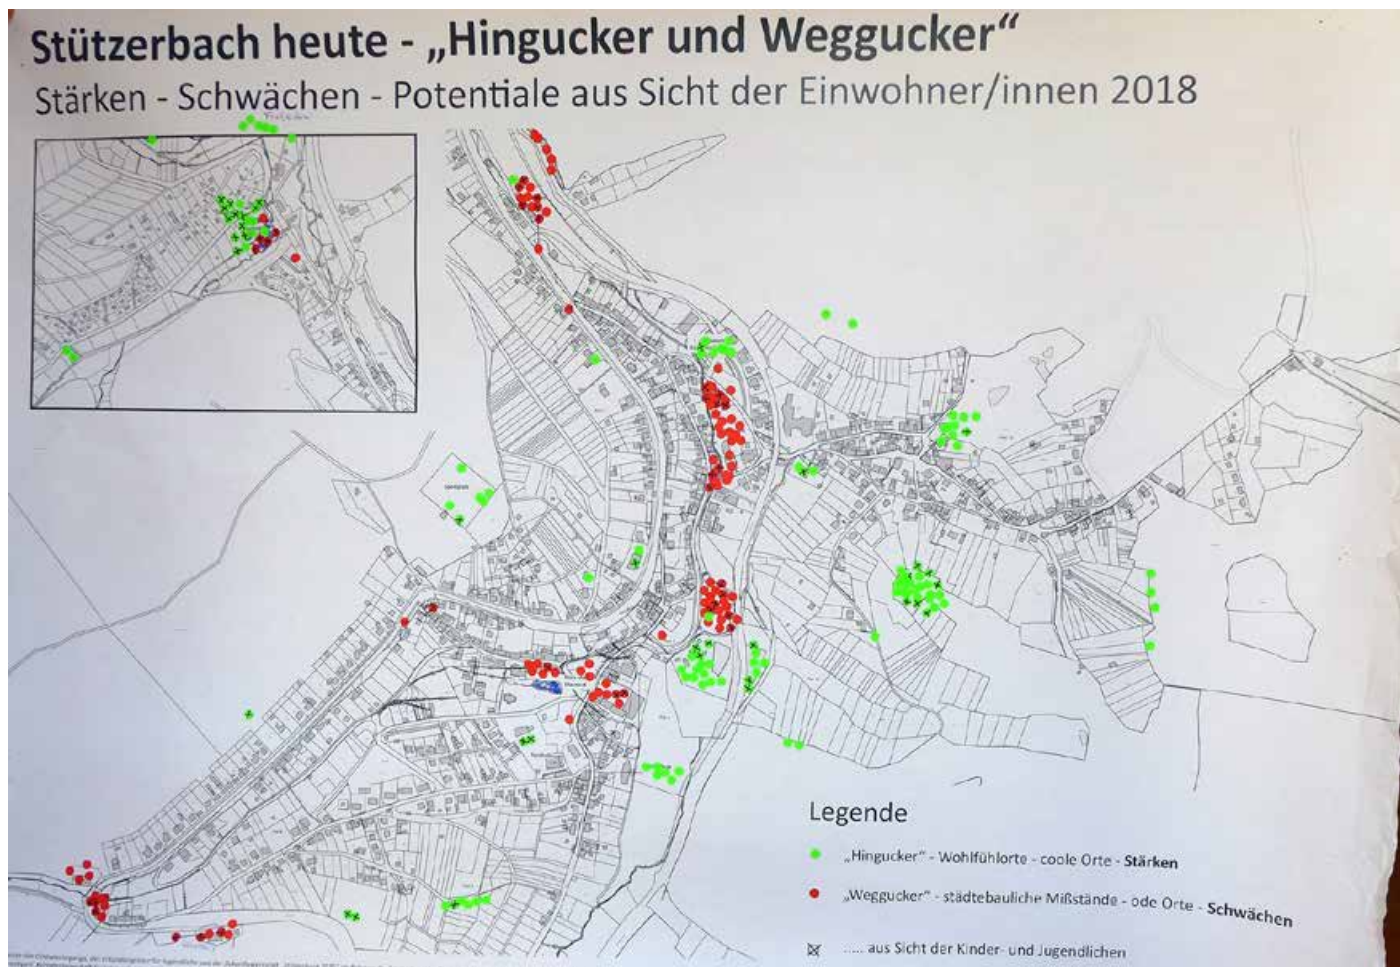 Stützerbach heute - „Hingucker und Weggucker“
Stärken - Schwächen - Potentiale aus Sicht der Einwohner/innen 2018
Legende
„Hingucker“ - Wohlfühlorte - coole Orte - Stärken
„Weggucker“ - städtebauliche Mißstände - öde Orte - Schwächen
..... aus Sicht der Kinder- und Jugendlichen